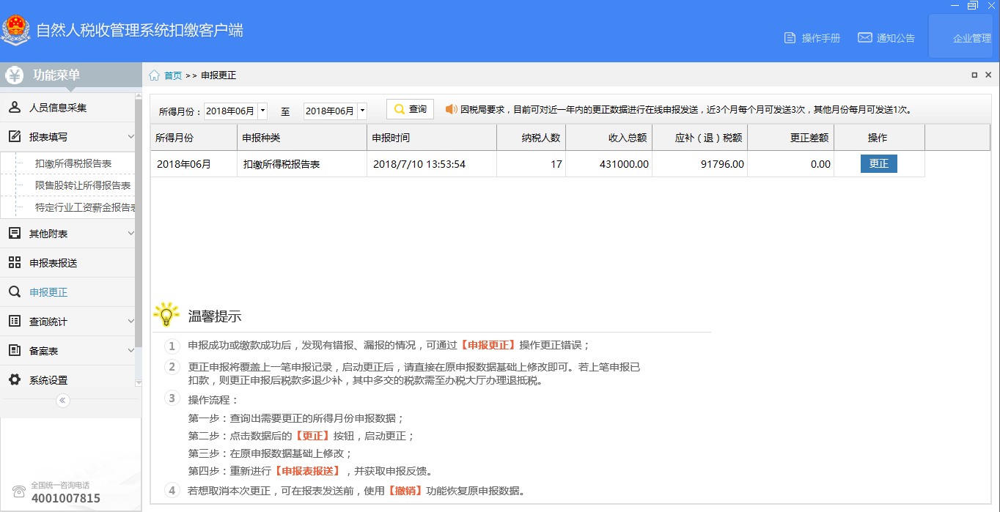 自然人税收管理系统扣缴客户端
操作手册
通知公告
企业管理
功能菜单
首页 >> 申报更正
人员信息采集
报表填写
扣缴所得税报告表
限售股转让所得报告表
特定行业工资薪金报告表
其他附表
申报表报送
申报更正
查询统计
备案表
系统设置
全国统一咨询电话
4001007815
所得月份：2018年06月 至 2018年06月 查询 因税局要求，目前可对近一年内的更正数据进行在线申报发送，近3个月每个月可发送3次，其他月份每月可发送1次。
所得月份 申报种类 申报时间 纳税人数 收入总额 应补（退）税额 更正差额 操作
2018年06月 扣缴所得税报告表 2018/7/10 13:53:54 17 431000.00 91796.00 0.00 更正
温馨提示
1 申报成功或缴款成功后，发现有错报、漏报的情况，可通过【申报更正】操作更正错误；
2 更正申报将覆盖上一笔申报记录，启动更正后，请直接在原申报数据基础上修改即可。若上笔申报已
扣款，则更正申报后税款多退少补，其中多交的税款需至办税大厅办理退抵税。
3 操作流程：
第一步：查询出需要更正的所得月份申报数据；
第二步：点击数据后的【更正】按钮，启动更正；
第三步：在原申报数据基础上修改；
第四步：重新进行【申报表报送】，并获取申报反馈。
4 若想取消本次更正，可在报表发送前，使用【撤销】功能恢复原申报数据。